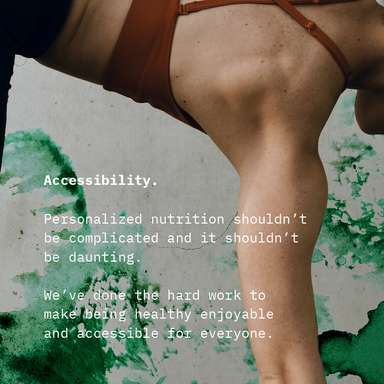 Accessibility.
Personalized nutrition shouldn’t
be complicated and it shouldn’t
be daunting.
We’ve done the hard work to
make being healthy enjoyable
and accessible for everyone.